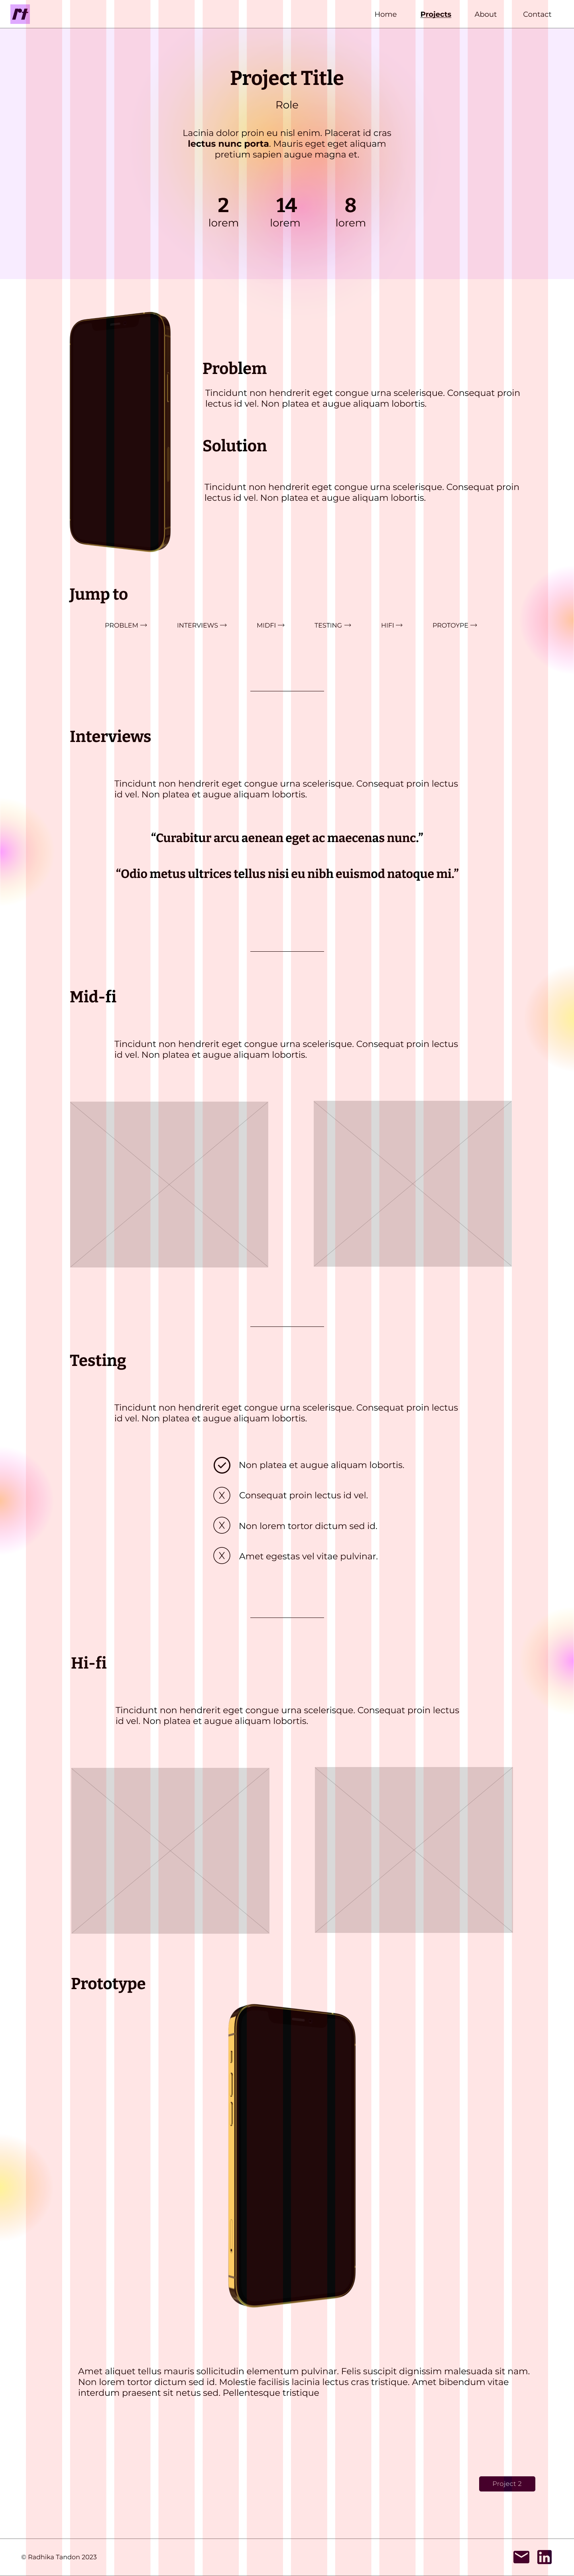 rt
Home Projects About Contact
Project Title
Role
Lacinia dolor proin eu nisl enim. Placerat id cras
lectus nunc porta. Mauris eget eget aliquam
pretium sapien augue magna et.
2 14 8
lorem lorem lorem
Problem
Tincidunt non hendrerit eget congue urna scelerisque. Consequat proin
lectus id vel. Non platea et augue aliquam lobortis.
Solution
Tincidunt non hendrerit eget congue urna scelerisque. Consequat proin
lectus id vel. Non platea et augue aliquam lobortis.
Jump to
PROBLEM → INTERVIEWS → MIDFI → TESTING → HIFI → PROTOYPE →
Interviews
Tincidunt non hendrerit eget congue urna scelerisque. Consequat proin lectus
id vel. Non platea et augue aliquam lobortis.
“Curabitur arcu aenean eget ac maecenas nunc.”
“Odio metus ultrices tellus nisi eu nibh euismod natoque mi.”
Mid-fi
Tincidunt non hendrerit eget congue urna scelerisque. Consequat proin lectus
id vel. Non platea et augue aliquam lobortis.
Testing
Tincidunt non hendrerit eget congue urna scelerisque. Consequat proin lectus
id vel. Non platea et augue aliquam lobortis.
Non platea et augue aliquam lobortis.
X Consequat proin lectus id vel.
X Non lorem tortor dictum sed id.
X Amet egestas vel vitae pulvinar.
Hi-fi
Tincidunt non hendrerit eget congue urna scelerisque. Consequat proin lectus
id vel. Non platea et augue aliquam lobortis.
Prototype
Amet aliquet tellus mauris sollicitudin elementum pulvinar. Felis suscipit dignissim malesuada sit nam.
Non lorem tortor dictum sed id. Molestie facilisis lacinia lectus cras tristique. Amet bibendum vitae
interdum praesent sit netus sed. Pellentesque tristique
Project 2
© Radhika Tandon 2023
in